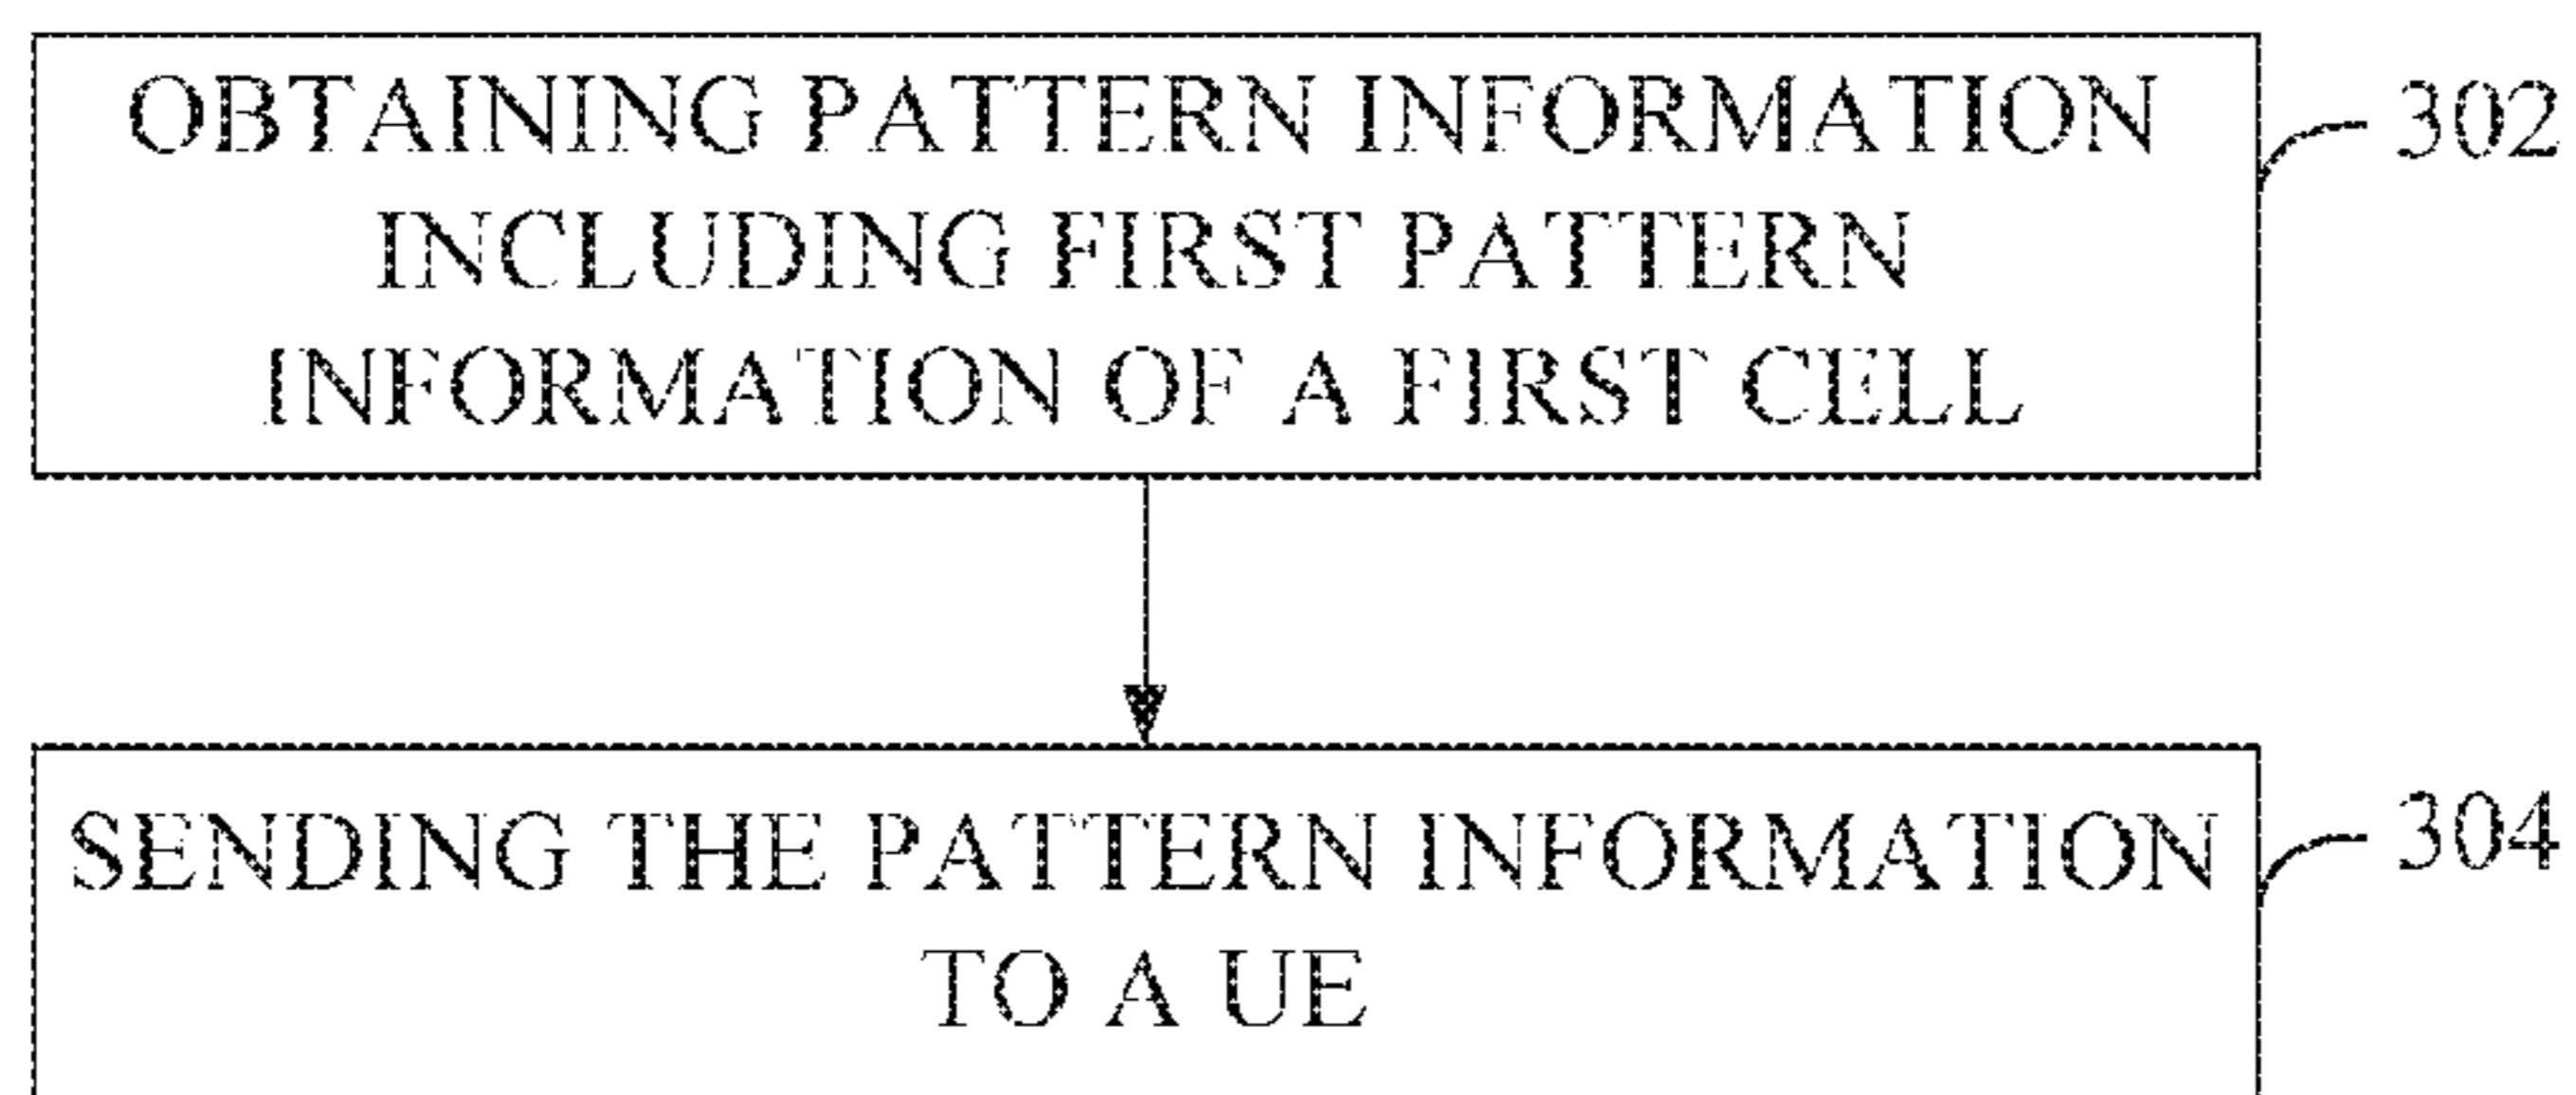 OBTAINING PATTERN INFORMATION
INCLUDING FIRST PATTERN
INFORMATION OF A FIRST CELL
302
SENDING THE PATTERN INFORMATION
TO A UE
304